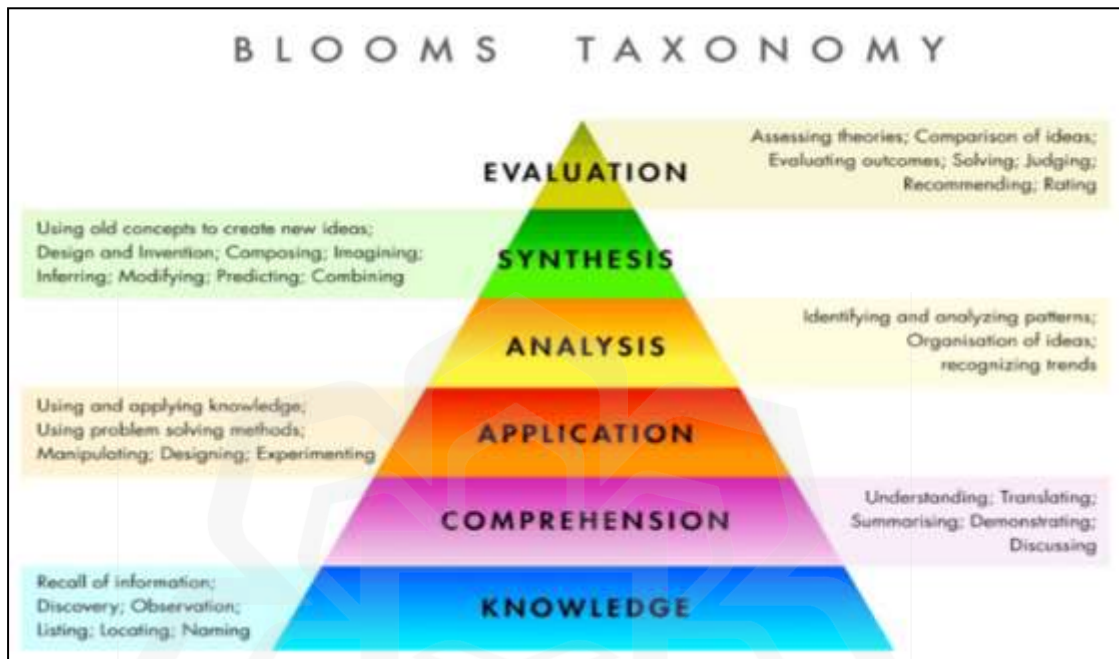 BLOOMS TAXONOMY
EVALUATION
Assessing theories; Comparison of ideas;
Evaluating outcomes; Solving; Judging;
Recommending; Rating
Using old concepts to create new ideas;
Design and Invention; Composing; Imagining;
Inferring; Modifying; Predicting; Combining
SYNTHESIS
ANALYSIS
Identifying and analyzing patterns;
Organisation of ideas;
recognizing trends
Using and applying knowledge;
Using problem solving methods;
Manipulating; Designing; Experimenting
APPLICATION
COMPREHENSION
Understanding; Translating;
Summarising; Demonstrating;
Discussing
Recall of information;
Discovery; Observation;
Listing; Locating; Naming
KNOWLEDGE